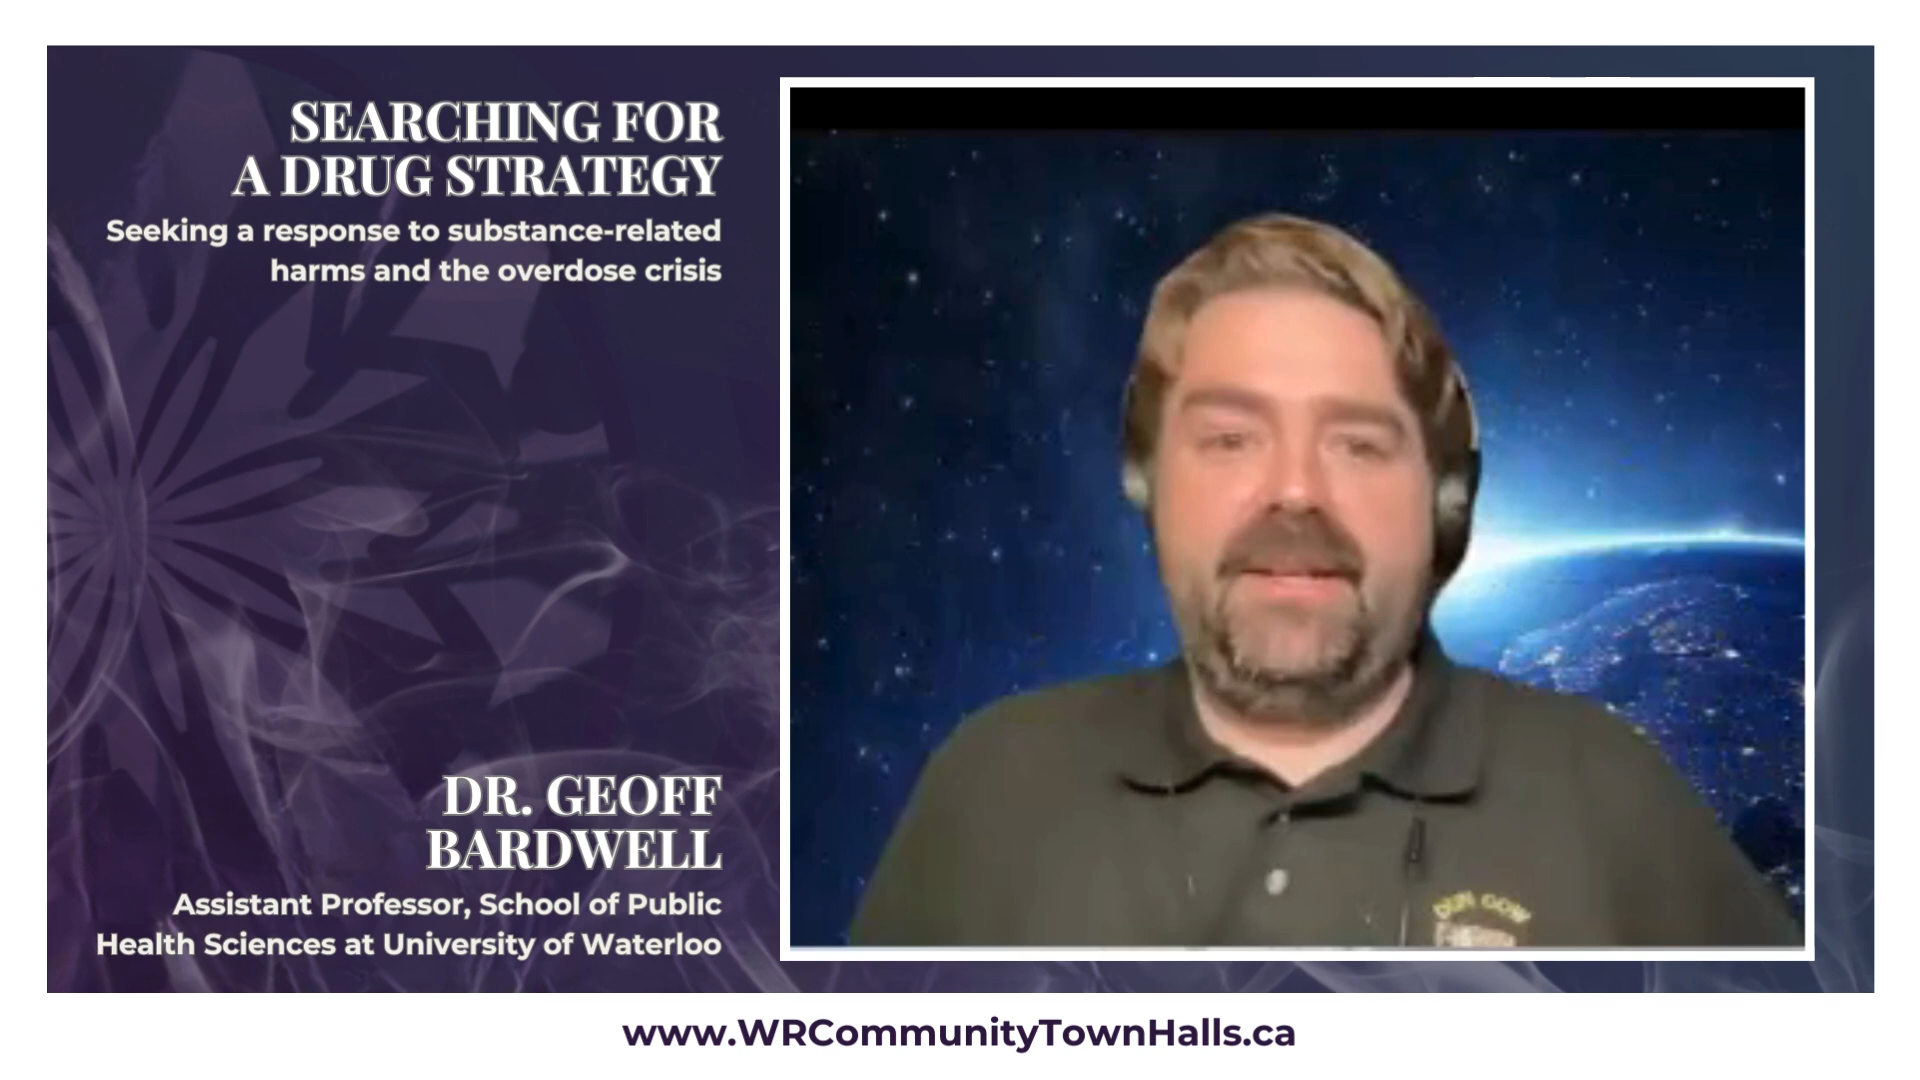 SEARCHING FOR
A DRUG STRATEGY
Seeking a response to substance-related
harms and the overdose crisis
DR. GEOFF
BARDWELL
Assistant Professor, School of Public
Health Sciences at University of Waterloo
www.WRCommunityTownHalls.ca